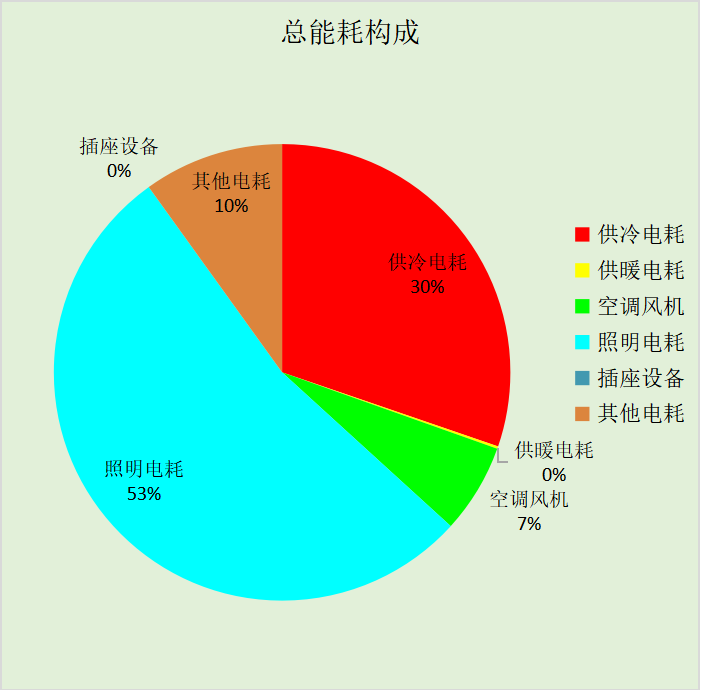 总能耗构成
插座设备
0%
其他电耗
10%
供冷电耗
30%
照明电耗
53%
供暖电耗
0%
空调风机
7%
供冷电耗
供暖电耗
空调风机
照明电耗
插座设备
其他电耗